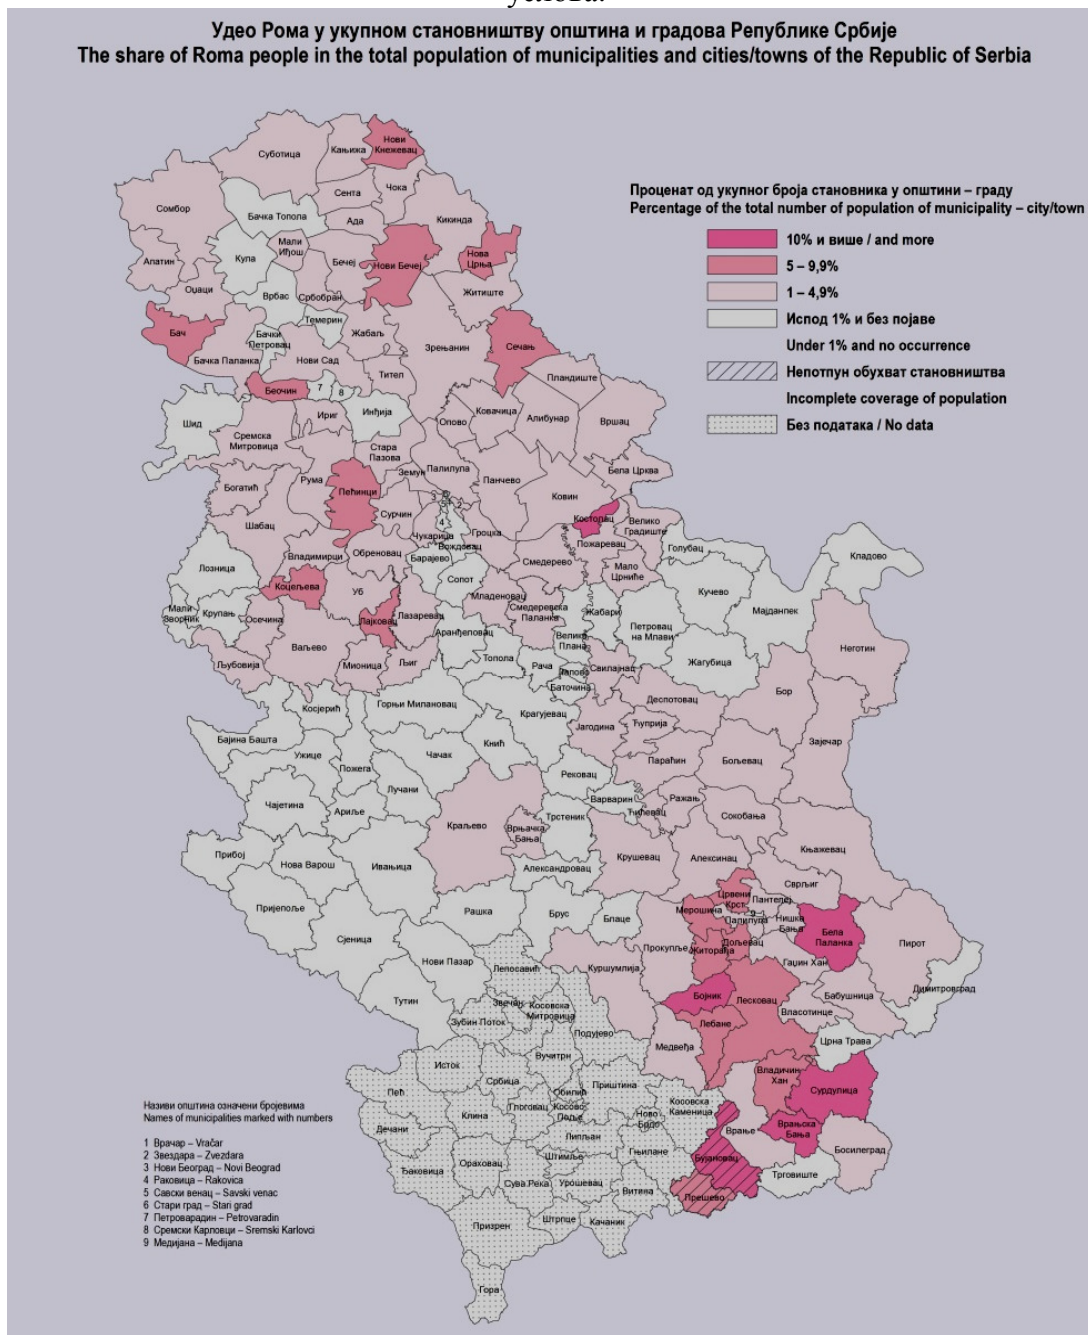 услова.
Удео Рома у укупном становништву општина и градова Републике Србије
The share of Roma people in the total population of municipalities and cities/towns of the Republic of Serbia
Проценат од укупног броја становника у општини – граду
Percentage of the total number of population of municipality – city/town
10% и више / and more
5 – 9,9%
1 – 4,9%
Испод 1% и без појаве
Under 1% and no occurrence
Непотпун обухват становништва
Incomplete coverage of population
Без података / No data
Нови
Кнежевац
Суботица
Кањижа
Чока
Сента
Сомбор
Бачка Топола
Ада
Кикинда
Мали
Иђош
Нова
Црња
Апатин
Кула
Бечеј
Нови Бечеј
Оџаци
Врбас
Србобран
Житиште
Темерин
Бач
Бачки
Петровац
Жабаљ
Зрењанин
Сечањ
Бачка Паланка
Нови Сад
Тител
Пландиште
Беочин
7
8
Инђија
Ириг
Шид
Опово
Ковачица
Алибунар
Вршац
Сремска
Митровица
Стара
Пазова
Земун
Палилула
Бела Црква
Богатић
Рума
Пећинци
Панчево
Ковин
Сурчин
3
5
1
2
4
Костолац
Велико
Градиште
Шабац
Чукарица
Гроцка
Вождовац
Пожаревац
Голубац
Кладово
Владимирци
Обреновац
Барајево
Смедерево
Мало
Црниће
Лозница
Сопот
Кучево
Коцељева
Уб
Младеновац
Мајданпек
Мали
Зворник
Крупањ
Осечина
Лајковац
Лазаревац
Смедеревска
Паланка
Жабари
Петровац
на Млави
Аранђеловац
Велика
Плана
Ваљево
Неготин
Љубовија
Мионица
Љиг
Топола
Рача
Лапово
Свилајнац
Жагубица
Баточина
Бор
Косјерић
Горњи Милановац
Деспотовац
Крагујевац
Јагодина
Ћуприја
Бајина Башта
Ужице
Чачак
Кнић
Зајечар
Пожега
Параћин
Бољевац
Рековац
Лучани
Чајетина
Ариље
Варварин
Ражањ
Ћићевац
Краљево
Врњачка
Бања
Трстеник
Сокобања
Прибој
Нова Варош
Ивањица
Крушевац
Алексинац
Књажевац
Александровац
Сврљиг
Пријепоље
Рашка
Брус
Блаце
Црвени
Крст
Пантелеј
Мерошина
9
Палилула
Нишка
Бања
Бела
Паланка
Сјеница
Прокупље
Житорађа
Дољевац
Пирот
Нови Пазар
Лепосавић
Куршумлија
Гаџин Хан
Димитровград
Тутин
Звечан
Косовска
Митровица
Бојник
Лесковац
Бабушница
Зубин Поток
Власотинце
Подујево
Лебане
Медвеђа
Црна Трава
Исток
Вучитрн
Србица
Владичин
Хан
Сурдулица
Пећ
Приштина
Обилић
Глоговац
Косово
Поље
Косовска
Каменица
Клина
Ново
Брдо
Врање
Врањска
Бања
Дечани
Липљан
Босилеград
Гњилане
Бујановац
Ђаковица
Ораховац
Штимље
Трговиште
Сува Река
Урошевац
Витина
Прешево
Призрен
Штрпце
Качаник
Гора
Називи општина означени бројевима
Names of municipalities marked with numbers
1 Врачар – Vračar
2 Звездара – Zvezdara
3 Нови Београд – Novi Beograd
4 Раковица – Rakovica
5 Савски венац – Savski venac
6 Стари град – Stari grad
7 Петроварадин – Petrovaradin
8 Сремски Карловци – Sremski Karlovci
9 Медијана – Medijana